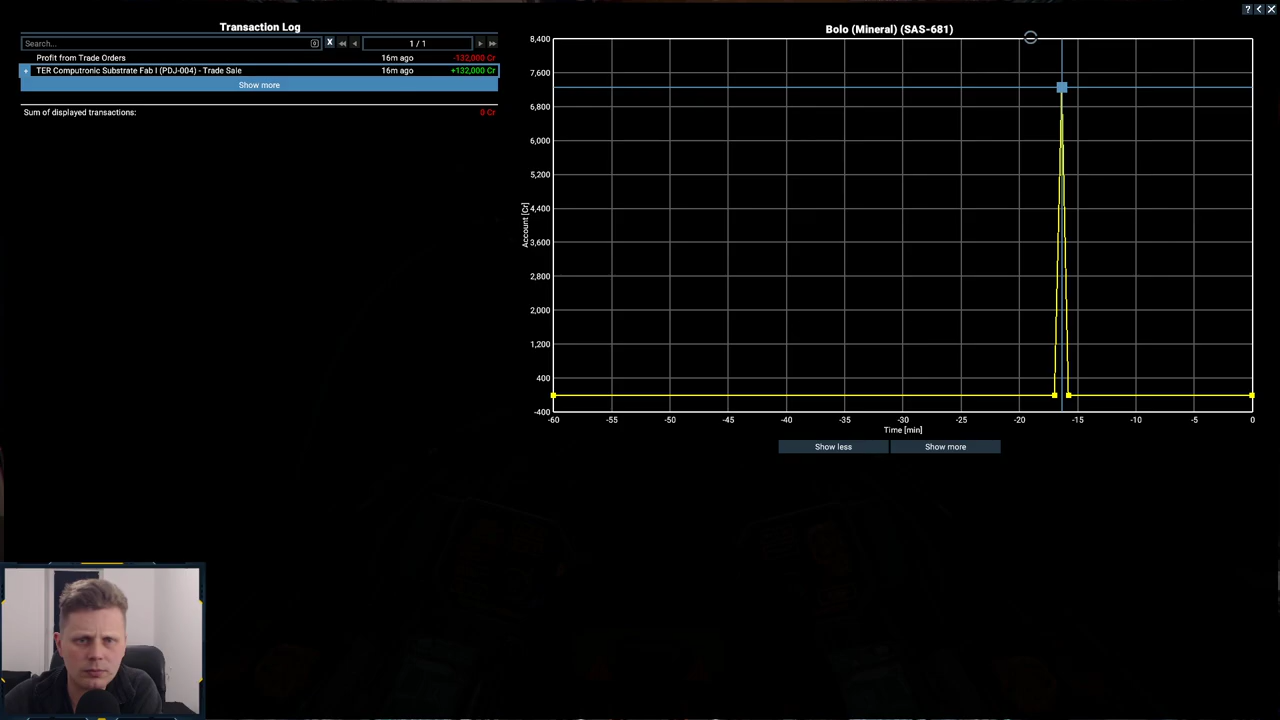 ? < X
Transaction Log
Search... 0 X 1 / 1
Profit from Trade Orders 16m ago -132,000 Cr
+ TER Computronic Substrate Fab I (PDJ-004) - Trade Sale 16m ago +132,000 Cr
Show more
Sum of displayed transactions: 0 Cr
Bolo (Mineral) (SAS-681)
8,400
7,600
6,800
6,000
5,200
4,400
3,600
2,800
2,000
1,200
400
-400
Account [Cr]
-60 -55 -50 -45 -40 -35 -30 -25 -20 -15 -10 -5 0
Time [min]
Show less Show more